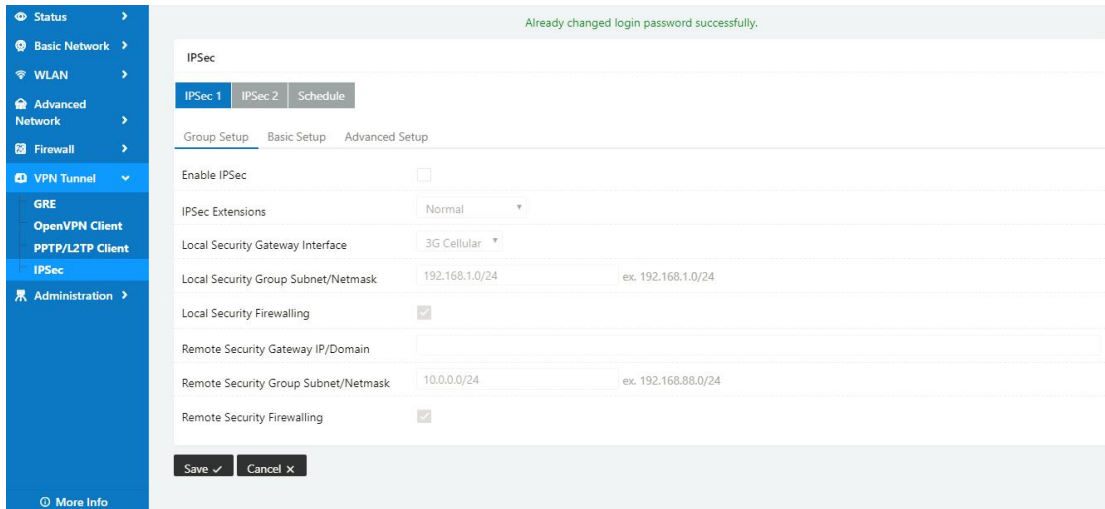 Status
Basic Network
WLAN
Advanced
Network
Firewall
VPN Tunnel
GRE
OpenVPN Client
PPTP/L2TP Client
IPSec
Administration
More Info
Already changed login password successfully.
IPSec
IPSec 1 IPSec 2 Schedule
Group Setup Basic Setup Advanced Setup
Enable IPSec
IPSec Extensions Normal
Local Security Gateway Interface 3G Cellular
Local Security Group Subnet/Netmask 192.168.1.0/24 ex. 192.168.1.0/24
Local Security Firewalling
Remote Security Gateway IP/Domain
Remote Security Group Subnet/Netmask 10.0.0.0/24 ex. 192.168.88.0/24
Remote Security Firewalling
Save Cancel